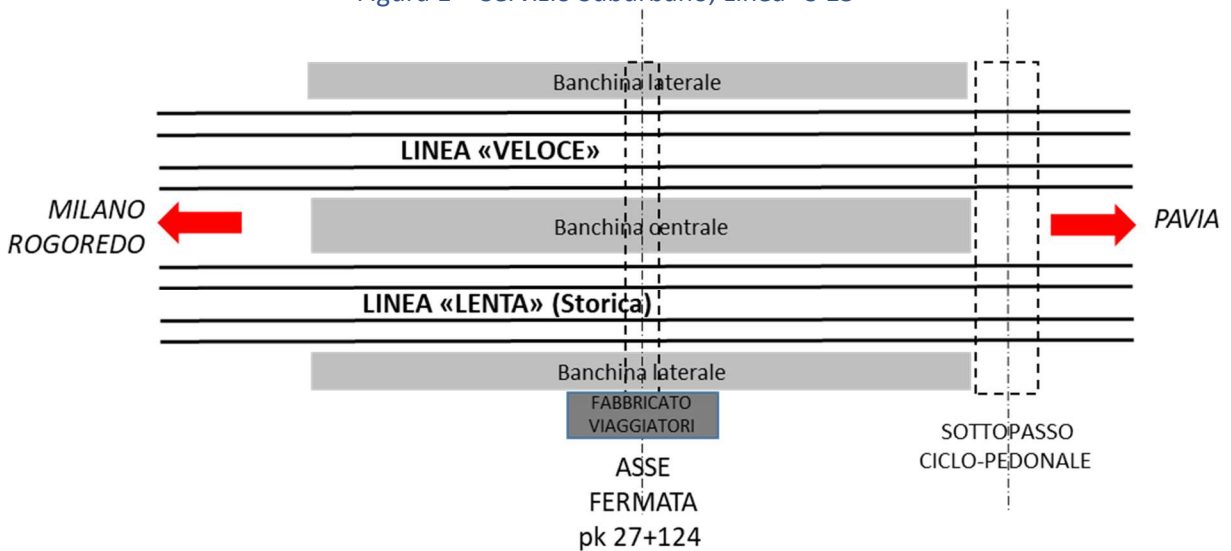 Banchina laterale
LINEA «VELOCE»
MILANO
ROGOREDO
Banchina centrale
PAVIA
LINEA «LENTA» (Storica)
Banchina laterale
FABBRICATO
VIAGGIATORI
SOTTOPASSO
CICLO-PEDONALE
ASSE
FERMATA
pk 27+124